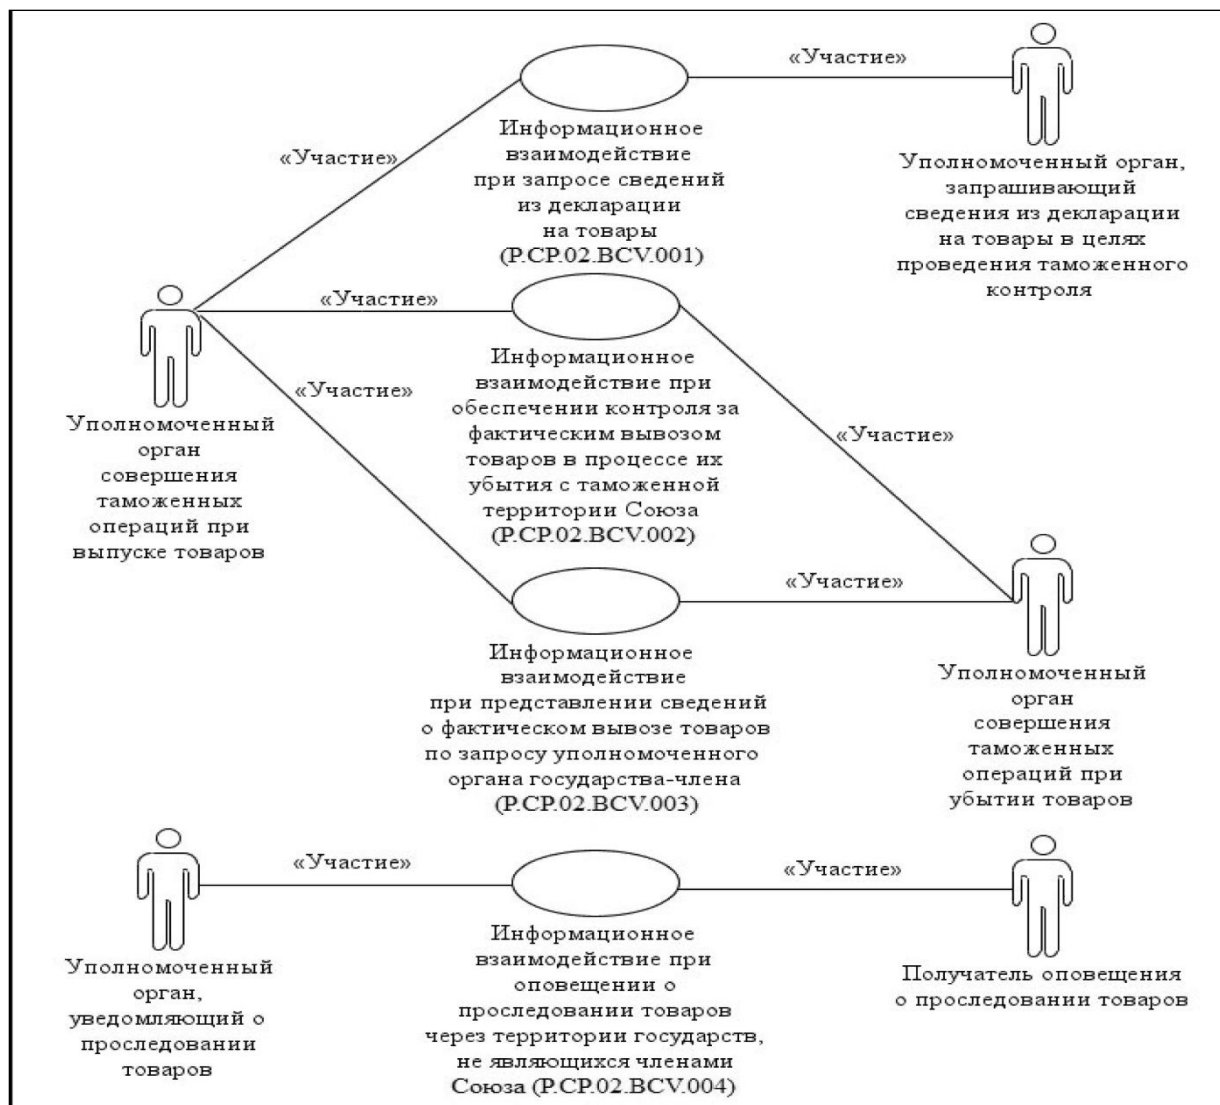 «Участие»
Информационное
взаимодействие
при запросе сведений
из декларации
на товары
(P.CP.02.BCV.001)
«Участие»
Уполномоченный орган,
запрашивающий
сведения из декларации
на товары в целях
проведения таможенного
контроля
«Участие»
Уполномоченный
орган
совершения
таможенных
операций при
выпуске товаров
Информационное
взаимодействие при
обеспечении контроля за
фактическим вывозом
товаров в процессе их
убытия с таможенной
территории Союза
(P.CP.02.BCV.002)
«Участие»
«Участие»
Информационное
взаимодействие
при представлении сведений
о фактическом вывозе товаров
по запросу уполномоченного
органа государства-члена
(P.CP.02.BCV.003)
«Участие»
Уполномоченный
орган
совершения
таможенных
операций при
убытии товаров
«Участие»
Уполномоченный
орган,
уведомляющий о
проследовании
товаров
Информационное
взаимодействие при
оповещении о
проследовании товаров
через территории государств,
не являющихся членами
Союза (P.CP.02.BCV.004)
«Участие»
Получатель оповещения
о проследовании товаров